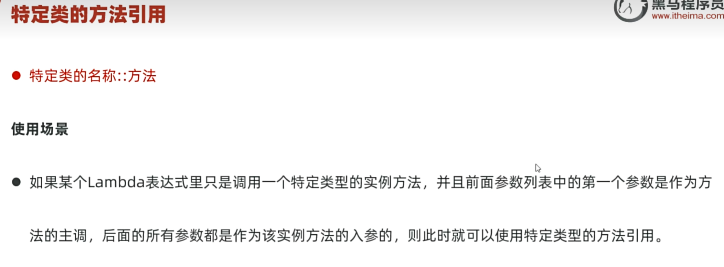 特定类的方法引用
黑马程序员
www.itheima.com
特定类的名称::方法
使用场景
如果某个Lambda表达式里只是调用一个特定类型的实例方法，并且前面参数列表中的第一个参数是作为方
法的主调，后面的所有参数都是作为该实例方法的入参的，则此时就可以使用特定类型的方法引用。